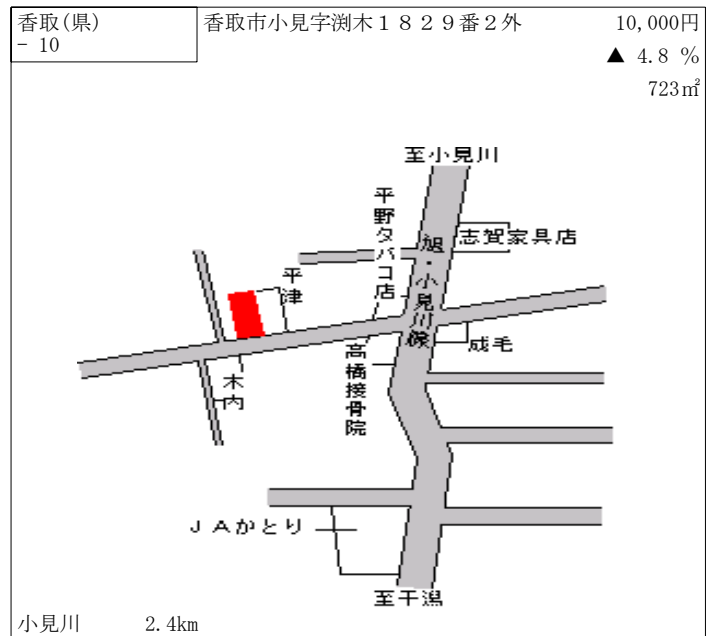 香取(県)
- 10
香取市小見字渕木１８２９番２外
10,000円
▲ 4.8 %
723㎡
至小見川
平野タバコ店
旭・小見川線
志賀家具店
平津
成毛
高橋接骨院
木内
ＪＡかとり
至干潟
小見川 2.4km